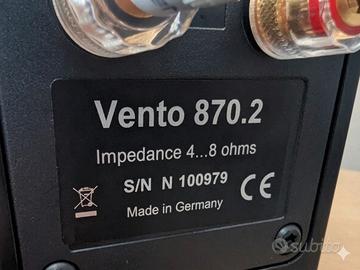 Vento 870.2
Impedance 4...8 ohms
S/N N 100979
CE
Made in Germany
subito